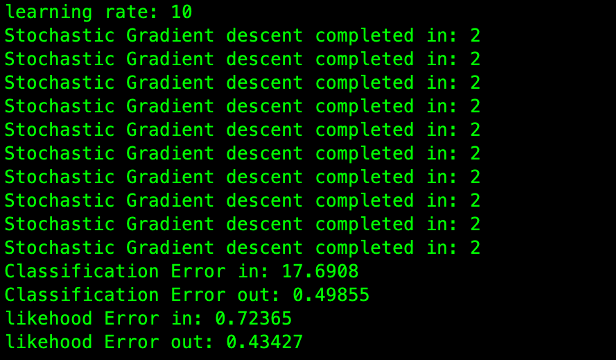 learning rate: 10
Stochastic Gradient descent completed in: 2
Stochastic Gradient descent completed in: 2
Stochastic Gradient descent completed in: 2
Stochastic Gradient descent completed in: 2
Stochastic Gradient descent completed in: 2
Stochastic Gradient descent completed in: 2
Stochastic Gradient descent completed in: 2
Stochastic Gradient descent completed in: 2
Stochastic Gradient descent completed in: 2
Stochastic Gradient descent completed in: 2
Classification Error in: 17.6908
Classification Error out: 0.49855
likehood Error in: 0.72365
likehood Error out: 0.43427